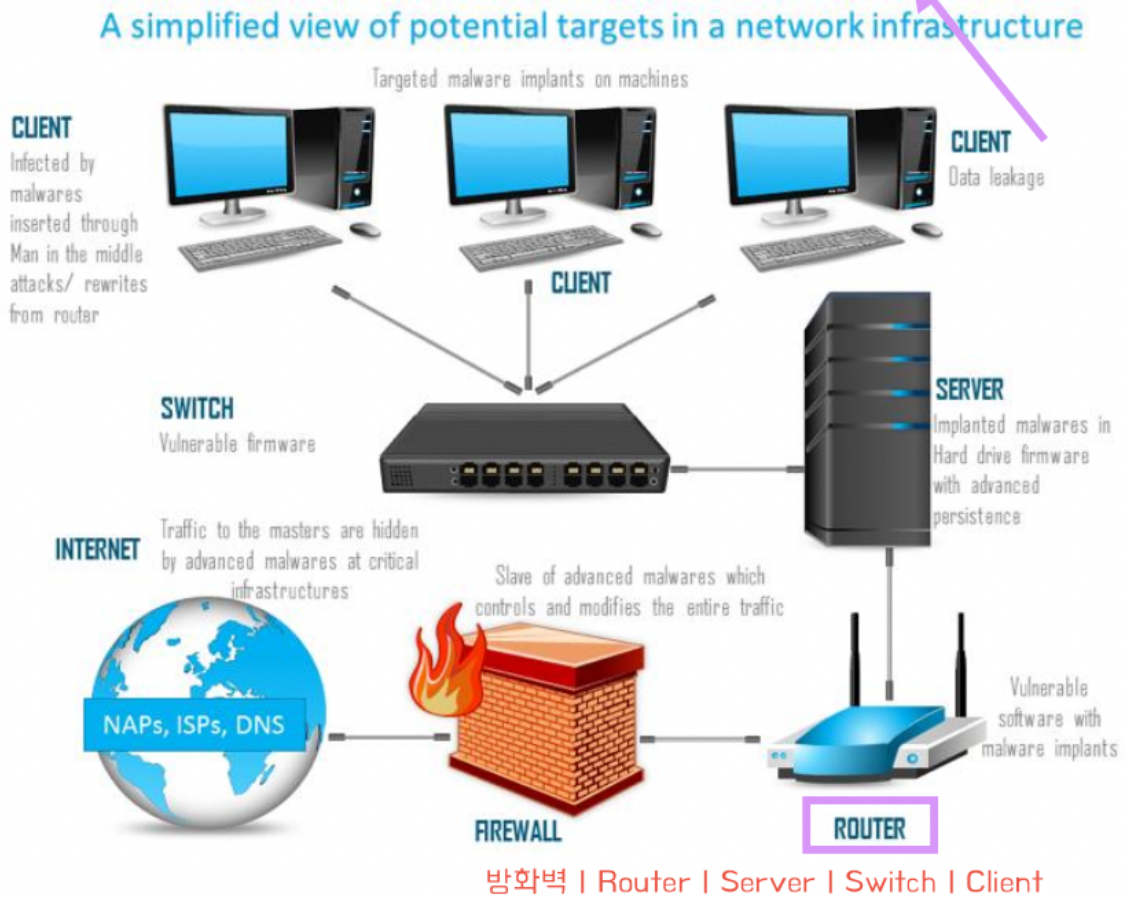 A simplified view of potential targets in a network infrastructure
Targeted malware implants on machines
CLIENT
Infected by
malwares
inserted through
Man in the middle
attacks/ rewrites
from router
CLIENT
Data leakage
CLIENT
SWITCH
Vulnerable firmware
SERVER
Implanted malwares in
Hard drive firmware
with advanced
persistence
INTERNET
Traffic to the masters are hidden
by advanced malwares at critical
infrastructures
Slave of advanced malwares which
controls and modifies the entire traffic
NAPs, ISPs, DNS
Vulnerable
software with
malware implants
FIREWALL
ROUTER
방화벽 | Router | Server | Switch | Client